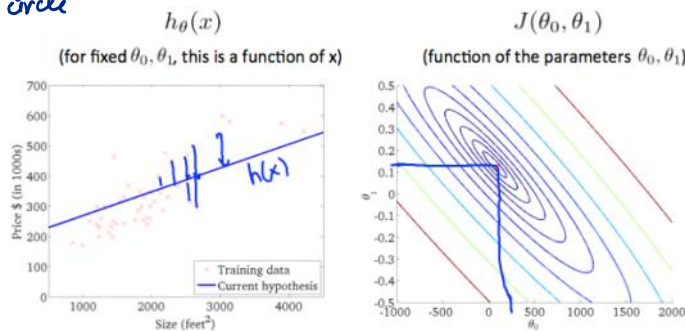 circle
hθ(x)
(for fixed θ0, θ1, this is a function of x)
700
600
500
400
300
200
100
0
Price $ (in 1000s)
h(x)
Training data
Current hypothesis
1000
2000
3000
4000
Size (feet²)
J(θ0, θ1)
(function of the parameters θ0, θ1)
0.5
0.4
0.3
0.2
0.1
0
-0.1
-0.2
-0.3
-0.4
-0.5
θ1
-1000
-500
0
500
1000
1500
2000
θ0